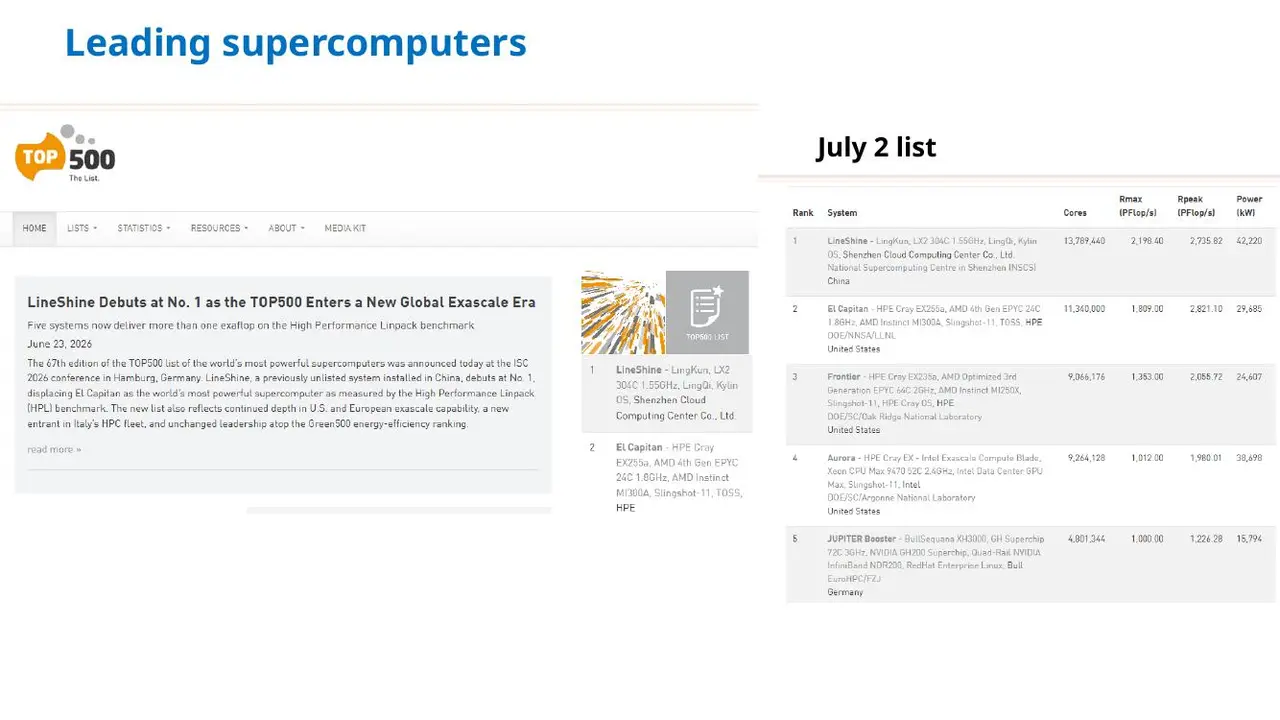 Leading supercomputers
TOP 500
The List.
HOME LISTS STATISTICS RESOURCES ABOUT MEDIA KIT
LineShine Debuts at No. 1 as the TOP500 Enters a New Global Exascale Era
Five systems now deliver more than one exaflop on the High Performance Linpack benchmark
June 23, 2026
The 67th edition of the TOP500 list of the world's most powerful supercomputers was announced today at the ISC
2026 conference in Hamburg, Germany. LineShine, a previously unlisted system installed in China, debuts at No. 1,
displacing El Capitan as the world's most powerful supercomputer as measured by the High Performance Linpack
(HPL) benchmark. The new list also reflects continued depth in U.S. and European exascale capability, a new
entrant in Italy's HPC fleet, and unchanged leadership atop the Green500 energy-efficiency ranking.
read more »
TOP500 LIST
1 LineShine - LingKun, LX2
304C 1.55GHz, LingQi, Kylin
OS, Shenzhen Cloud
Computing Center Co., Ltd.
2 El Capitan - HPE Cray
EX255a, AMD 4th Gen EPYC
24C 1.8GHz, AMD Instinct
MI300A, Slingshot-11, TOSS,
HPE
July 2 list
Rank System Cores Rmax (PFlop/s) Rpeak (PFlop/s) Power (kW)
1 LineShine - LingKun, LX2 304C 1.55GHz, LingQi, Kylin 13,789,440 2,198.40 2,735.82 42,220
OS, Shenzhen Cloud Computing Center Co., Ltd.
National Supercomputing Centre in Shenzhen (NSCS)
China
2 El Capitan - HPE Cray EX255a, AMD 4th Gen EPYC 24C 11,340,000 1,809.00 2,821.10 29,685
1.8GHz, AMD Instinct MI300A, Slingshot-11, TOSS, HPE
DOE/NNSA/LLNL
United States
3 Frontier - HPE Cray EX235a, AMD Optimized 3rd 9,066,176 1,353.00 2,055.72 24,607
Generation EPYC 64C 2GHz, AMD Instinct MI250X,
Slingshot-11, HPE Cray OS, HPE
DOE/SC/Oak Ridge National Laboratory
United States
4 Aurora - HPE Cray EX - Intel Exascale Compute Blade, 9,264,128 1,012.00 1,980.01 38,698
Xeon CPU Max 9470 52C 2.4GHz, Intel Data Center GPU
Max, Slingshot-11, Intel
DOE/SC/Argonne National Laboratory
United States
5 JUPITER Booster - BullSequana XH3000, GH Superchip 4,801,344 1,000.00 1,226.28 15,794
72C 3GHz, NVIDIA GH200 Superchip, Quad-Rail NVIDIA
InfiniBand NDR200, RedHat Enterprise Linux, Bull
EuroHPC/FZJ
Germany